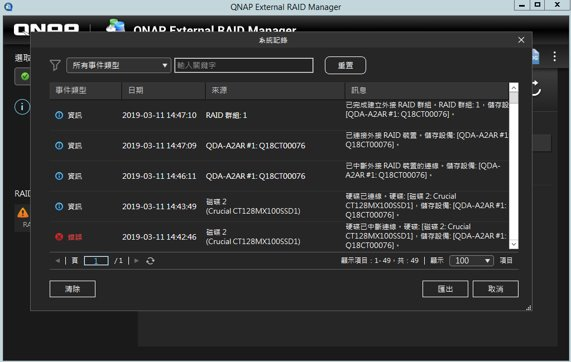 QNAP External RAID Manager
QNAP External RAID Manager
系統記錄
選取
所有事件類型
輸入關鍵字
重置
事件類型 日期 來源 訊息
資訊 2019-03-11 14:47:10 RAID 群組: 1 已完成建立外接 RAID 群組。RAID 群組: 1，儲存設備: [QDA-A2AR #1: Q18CT00076]。
資訊 2019-03-11 14:47:09 QDA-A2AR #1: Q18CT00076 已連接外接 RAID 裝置，儲存設備: [QDA-A2AR #1: Q18CT00076]。
資訊 2019-03-11 14:46:11 QDA-A2AR #1: Q18CT00076 已中斷外接 RAID 裝置的連線，儲存設備: [QDA-A2AR #1: Q18CT00076]。
資訊 2019-03-11 14:43:49 磁碟 2 (Crucial CT128MX100SSD1) 硬碟已連線。硬碟: [磁碟 2: Crucial CT128MX100SSD1]，儲存設備: [QDA-A2AR #1: Q18CT00076]。
錯誤 2019-03-11 14:42:46 磁碟 2 (Crucial CT128MX100SSD1) 硬碟已中斷連線。硬碟: [磁碟 2: Crucial CT128MX100SSD1]，儲存設備: [QDA-A2AR #1: Q18CT00076]。
RAID
RA
頁 1 / 1
顯示項目：1- 49，共：49 顯示 100 項目
清除 匯出 取消